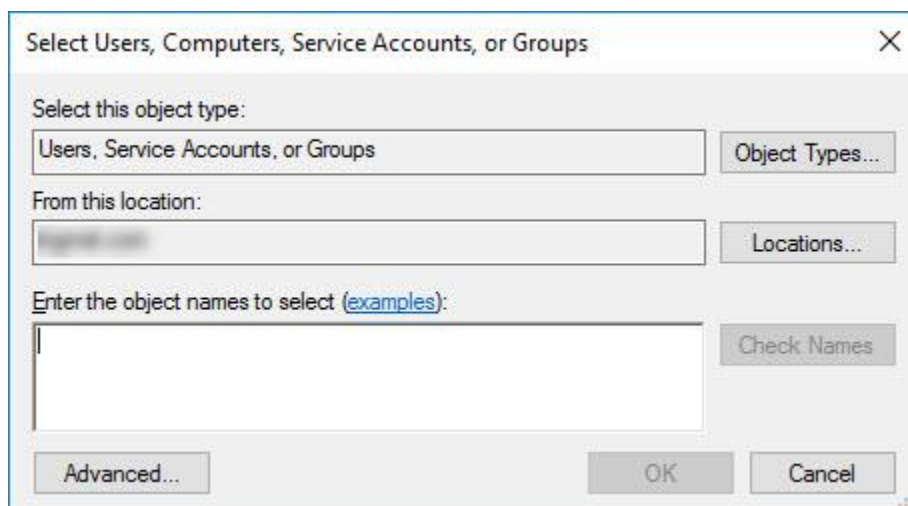 Select Users, Computers, Service Accounts, or Groups
Select this object type:
Users, Service Accounts, or Groups
Object Types...
From this location:
Locations...
Enter the object names to select (examples):
Check Names
Advanced...
OK
Cancel